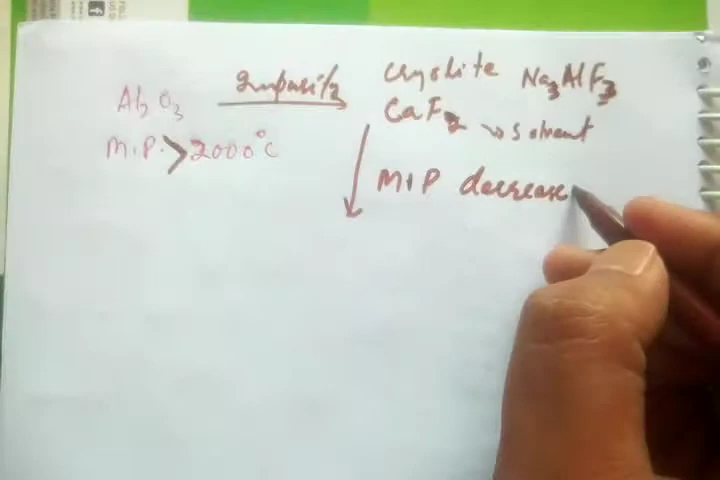 Al2O3 Impurity cryolite Na3AlF3
M.P. > 2000°C CaF2 → solvent
M.P decrease